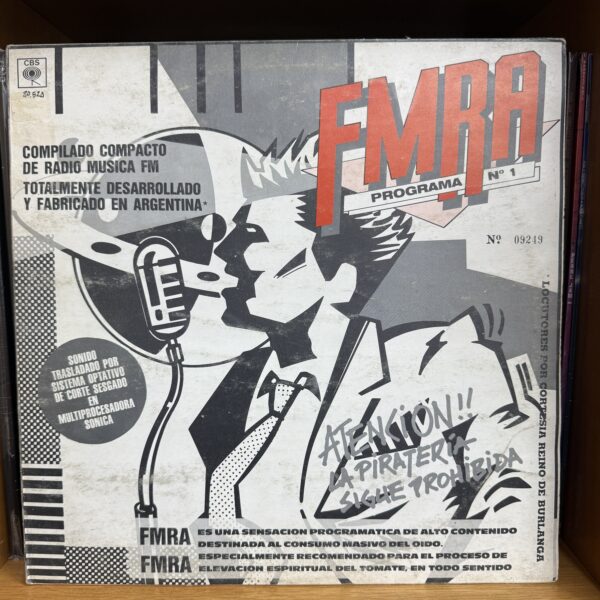 CBS
20.520
FMRA
PROGRAMA Nº 1
COMPILADO COMPACTO
DE RADIO MUSICA FM
TOTALMENTE DESARROLLADO
Y FABRICADO EN ARGENTINA*
Nº 09249
SONIDO
TRASLADADO POR
SISTEMA OPTATIVO
DE CORTE SESGADO
EN
MULTIPROCESADORA
SONICA
* LOCUTORES POR CORTESIA REINO DE BURLANGA
ATENCION!!
LA PIRATERIA
SIGUE PROHIBIDA
FMRA ES UNA SENSACION PROGRAMATICA DE ALTO CONTENIDO
DESTINADA AL CONSUMO MASIVO DEL OIDO.
FMRA ESPECIALMENTE RECOMENDADO PARA EL PROCESO DE
ELEVACION ESPIRITUAL DEL TOMATE, EN TODO SENTIDO